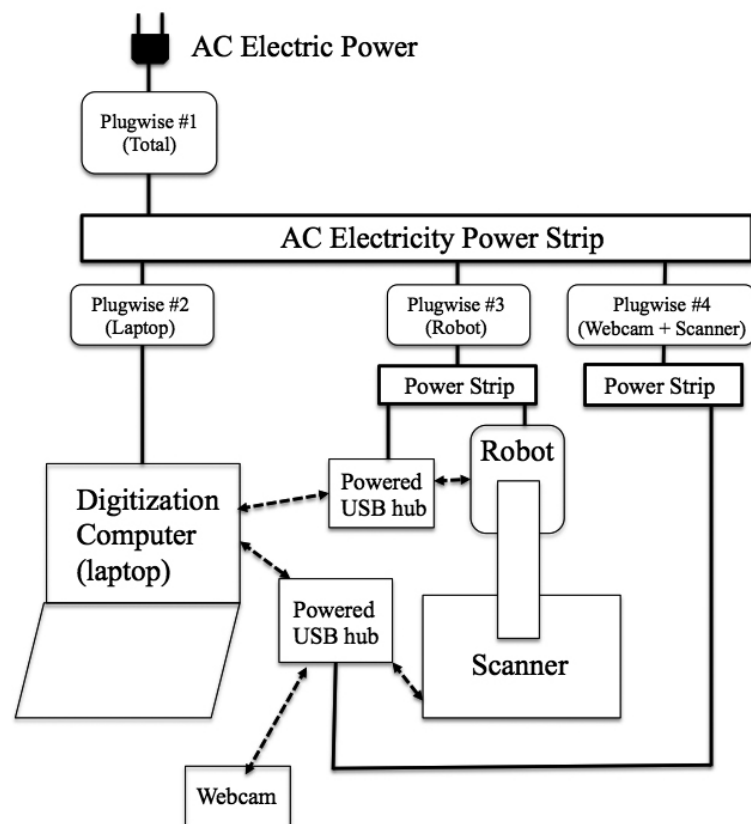 AC Electric Power
Plugwise #1
(Total)
AC Electricity Power Strip
Plugwise #2
(Laptop)
Plugwise #3
(Robot)
Plugwise #4
(Webcam + Scanner)
Power Strip
Power Strip
Robot
Powered
USB hub
Digitization
Computer
(laptop)
Powered
USB hub
Scanner
Webcam